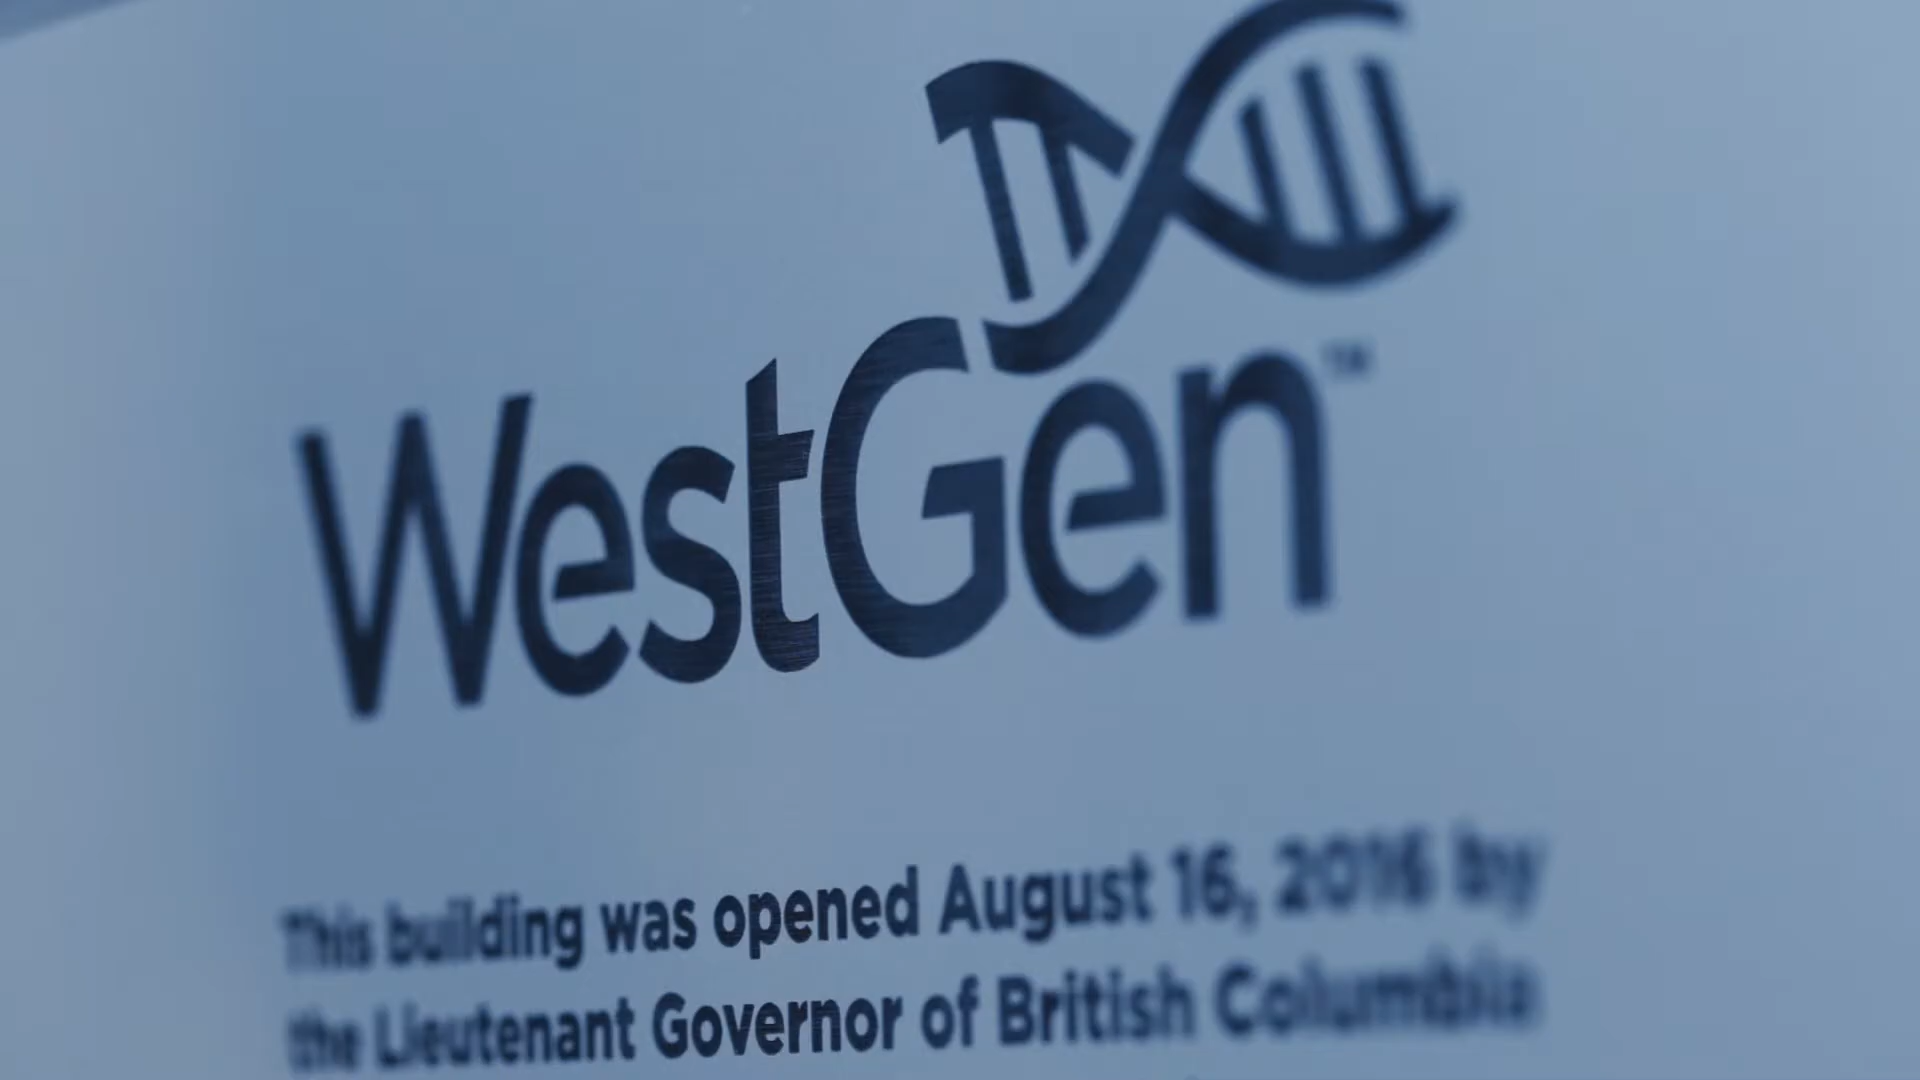 WestGen™
This building was opened August 16, 2016 by
the Lieutenant Governor of British Columbia